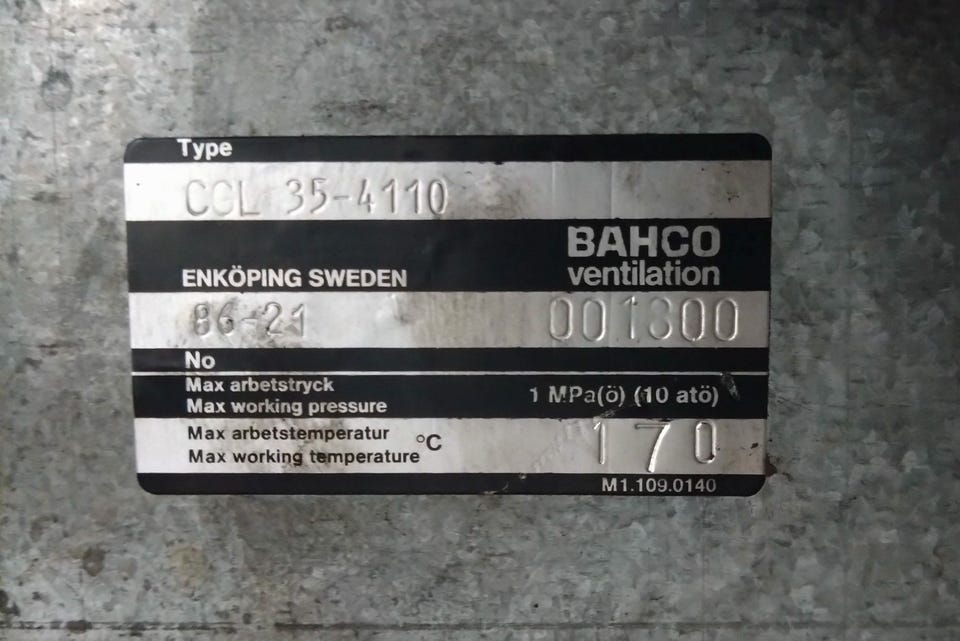 Type
CGL 35-4110
BAHCO
ENKÖPING SWEDEN ventilation
86-21 001300
No
Max arbetstryck
Max working pressure 1 MPa(ö) (10 atö)
Max arbetstemperatur
Max working temperature °C 170
M1.109.0140